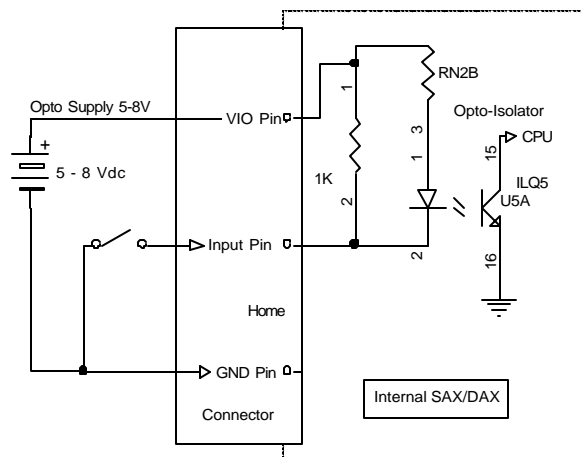 RN2B
1
Opto Supply 5-8V
VIO Pin
Opto-Isolator
CPU
3
15
+
5 - 8 Vdc
1K
1
ILQ5
U5A
2
Input Pin
2
16
Home
GND Pin
Internal SAX/DAX
Connector